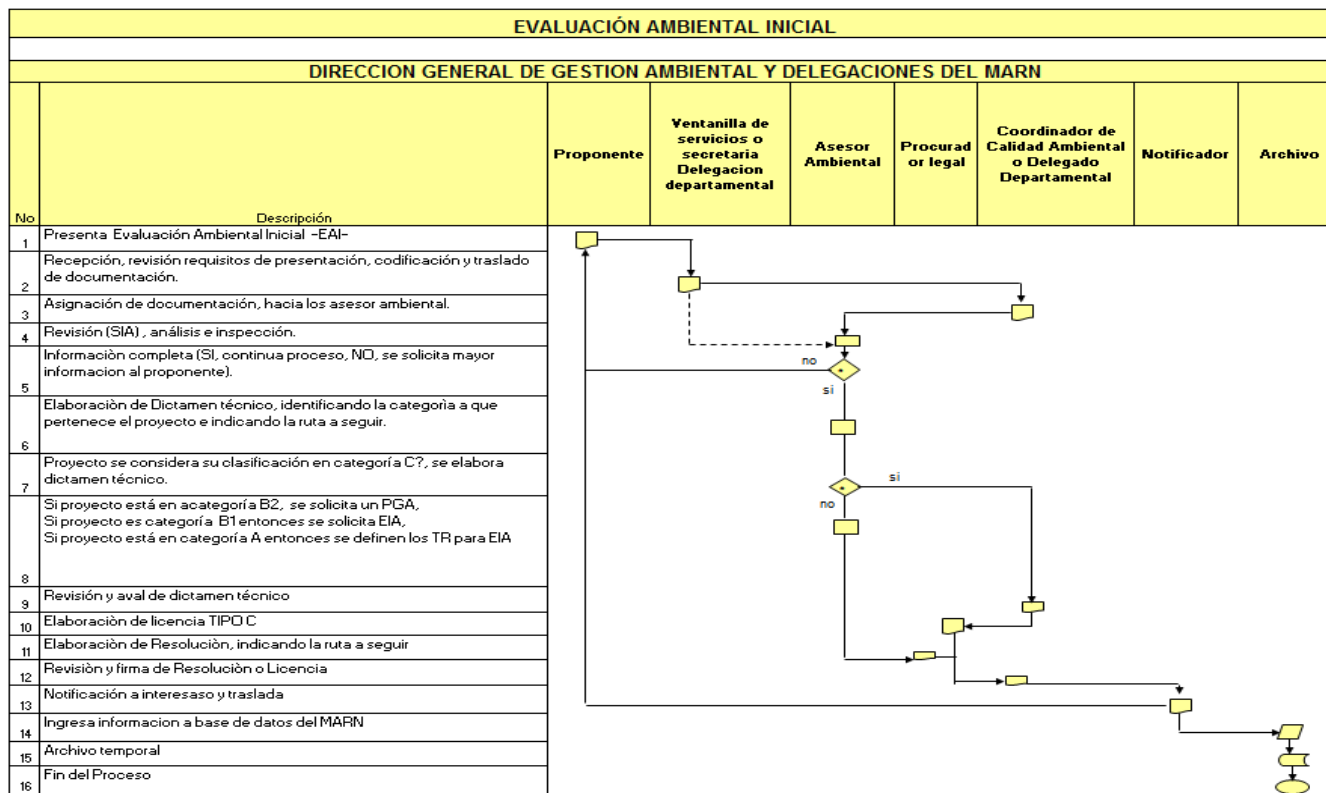 EVALUACIÓN AMBIENTAL INICIAL
DIRECCION GENERAL DE GESTION AMBIENTAL Y DELEGACIONES DEL MARN
No
Descripción
Proponente
Ventanilla de
servicios o
secretaria
Delegacion
departamental
Asesor
Ambiental
Procurad
or legal
Coordinador de
Calidad Ambiental
o Delegado
Departamental
Notificador
Archivo
1
Presenta Evaluación Ambiental Inicial -EAI-
2
Recepción, revisión requisitos de presentación, codificación y traslado
de documentación.
3
Asignación de documentación, hacia los asesor ambiental.
4
Revisión (SIA) , análisis e inspección.
5
Informaciòn completa (SI, continua proceso, NO, se solicita mayor
informacion al proponente).
no
si
6
Elaboraciòn de Dictamen técnico, identificando la categorìa a que
pertenece el proyecto e indicando la ruta a seguir.
7
Proyecto se considera su clasificación en categoría C?, se elabora
dictamen técnico.
si
no
8
Si proyecto está en acategoría B2, se solicita un PGA,
Si proyecto es categoría B1 entonces se solicita EIA,
Si proyecto está en categoría A entonces se definen los TR para EIA
9
Revisión y aval de dictamen técnico
10
Elaboraciòn de licencia TIPO C
11
Elaboraciòn de Resoluciòn, indicando la ruta a seguir
12
Revisiòn y firma de Resoluciòn o Licencia
13
Notificación a interesaso y traslada
14
Ingresa informacion a base de datos del MARN
15
Archivo temporal
16
Fin del Proceso